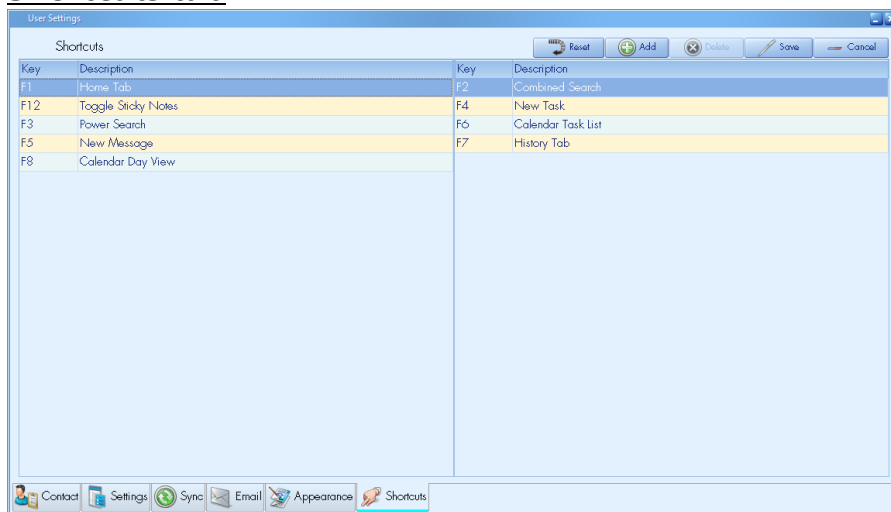 User Settings
Shortcuts Reset Add Delete Save Cancel
Key Description Key Description
F1 Home Tab F2 Combined Search
F12 Toggle Sticky Notes F4 New Task
F3 Power Search F6 Calendar Task List
F5 New Message F7 History Tab
F8 Calendar Day View
Contact Settings Sync Email Appearance Shortcuts